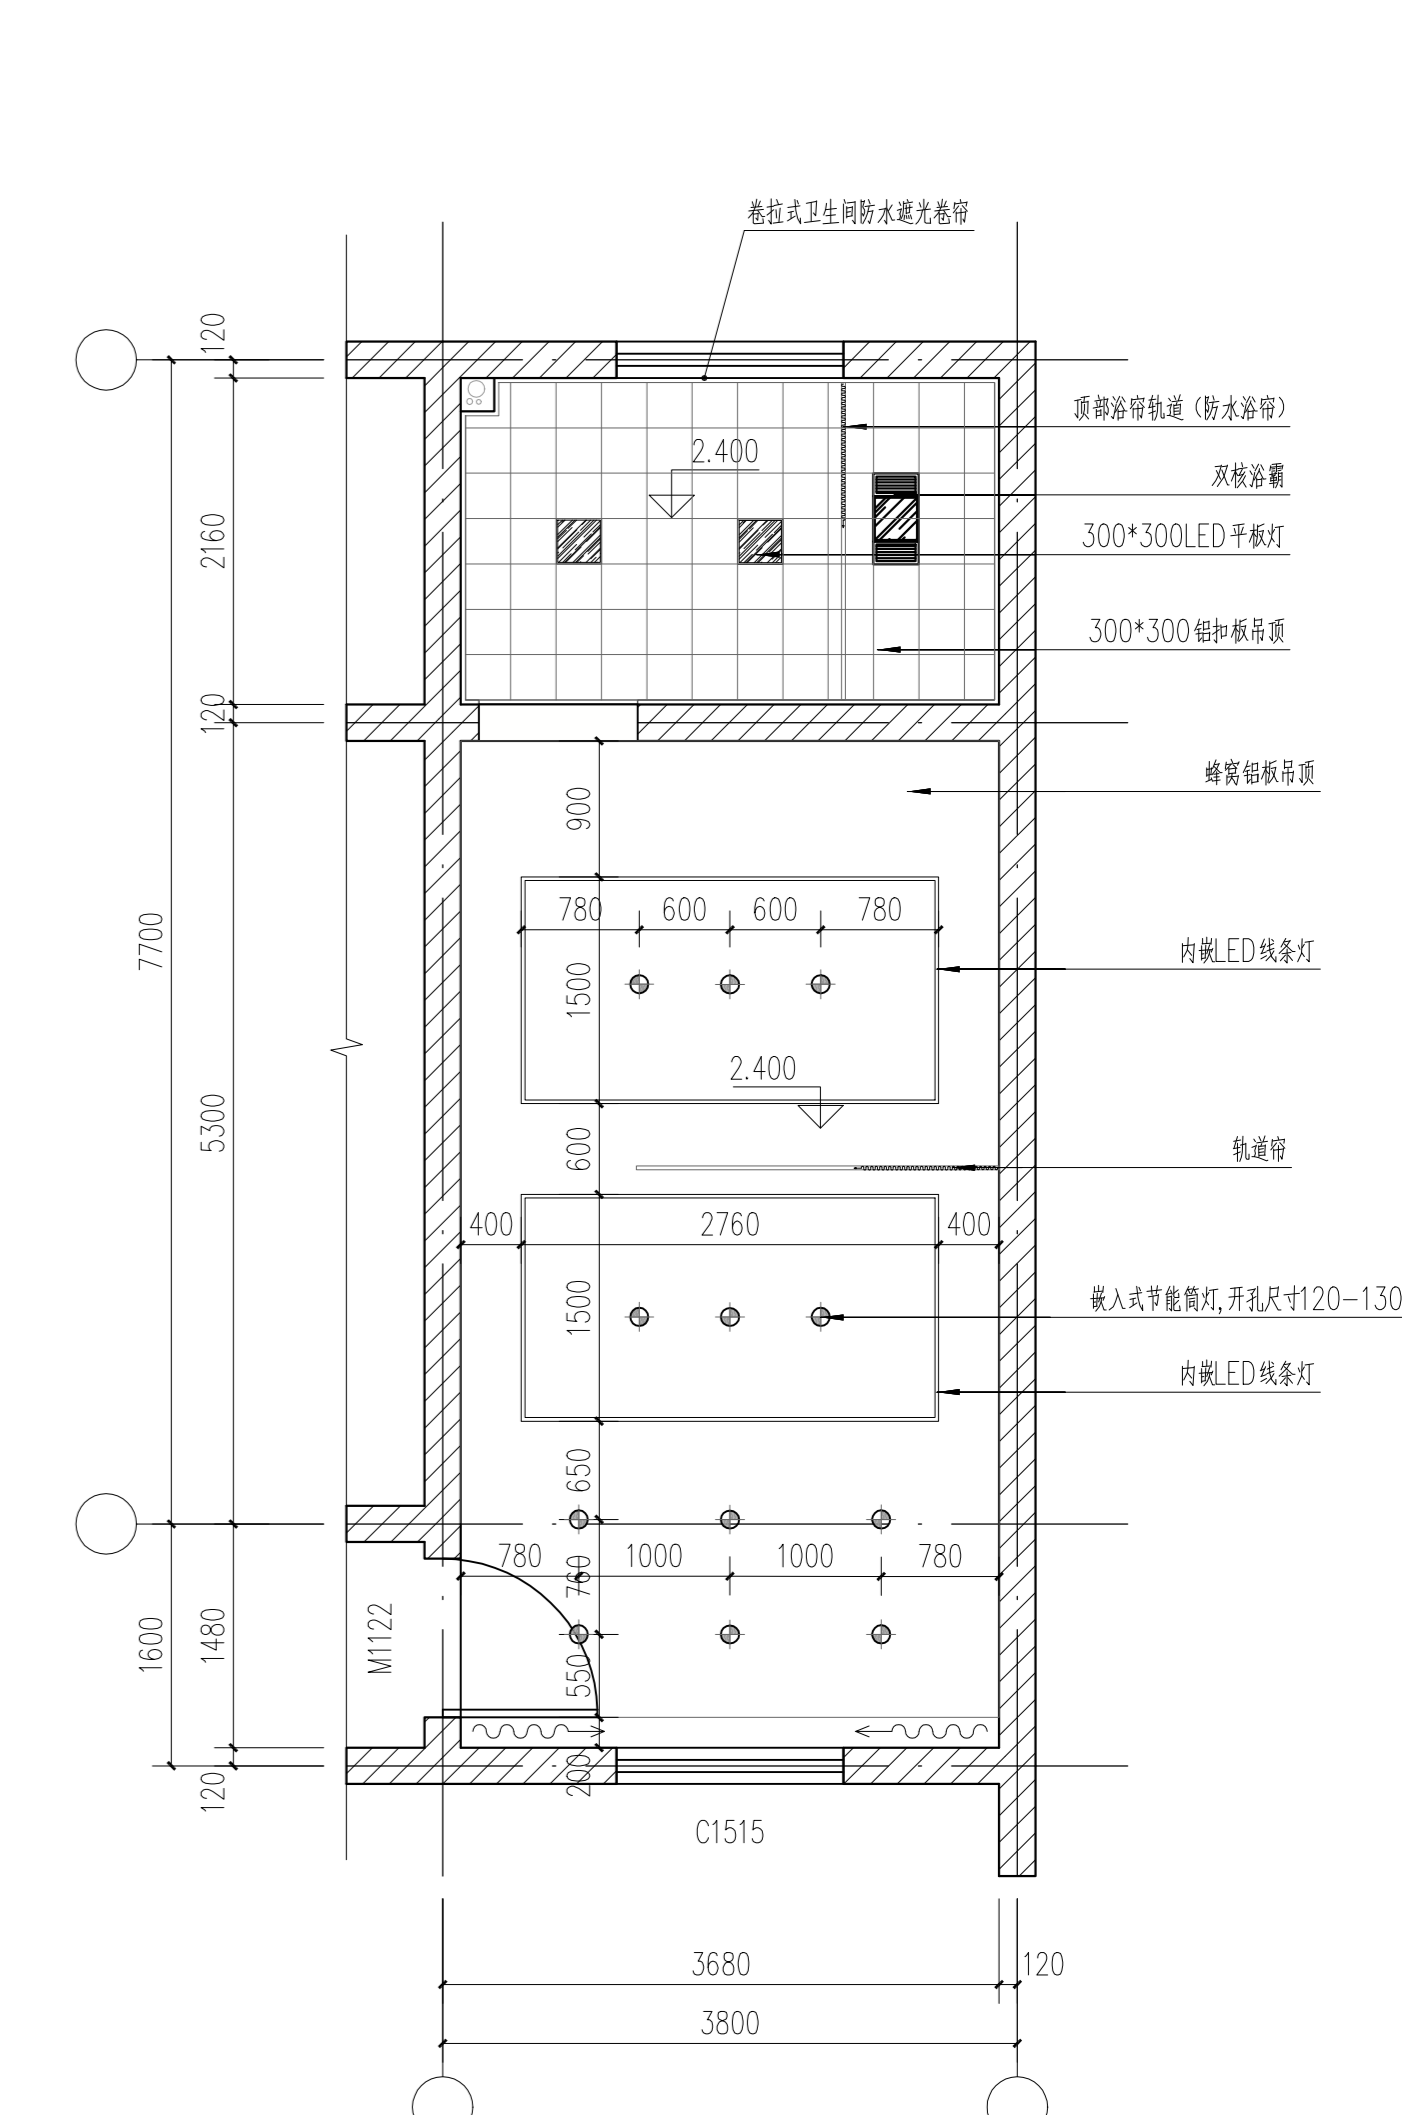 卷拉式卫生间防水遮光卷帘
120
顶部浴帘轨道（防水浴帘）
2.400
双核浴霸
2160
300*300LED平板灯
300*300铝扣板吊顶
120
蜂窝铝板吊顶
900
780 600 600 780
7700
内嵌LED线条灯
1500
2.400
5300
600
轨道帘
400 2760 400
1500
嵌入式节能筒灯,开孔尺寸120-130
内嵌LED线条灯
650
780 1000 1000 780
760
M1122
1600
1480
550
200
120
C1515
3680 120
3800